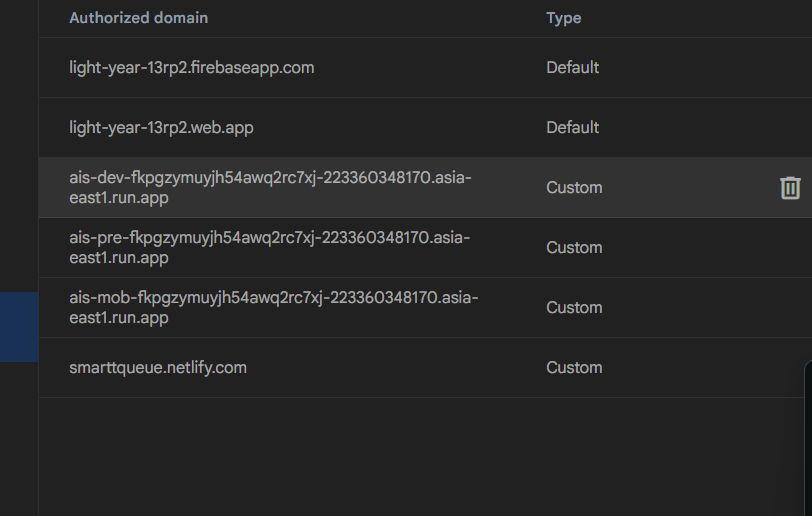 Authorized domain Type
light-year-13rp2.firebaseapp.com Default
light-year-13rp2.web.app Default
ais-dev-fkpgzymuyjh54awq2rc7xj-223360348170.asia-
east1.run.app Custom
ais-pre-fkpgzymuyjh54awq2rc7xj-223360348170.asia-
east1.run.app Custom
ais-mob-fkpgzymuyjh54awq2rc7xj-223360348170.asia-
east1.run.app Custom
smarttqueue.netlify.com Custom